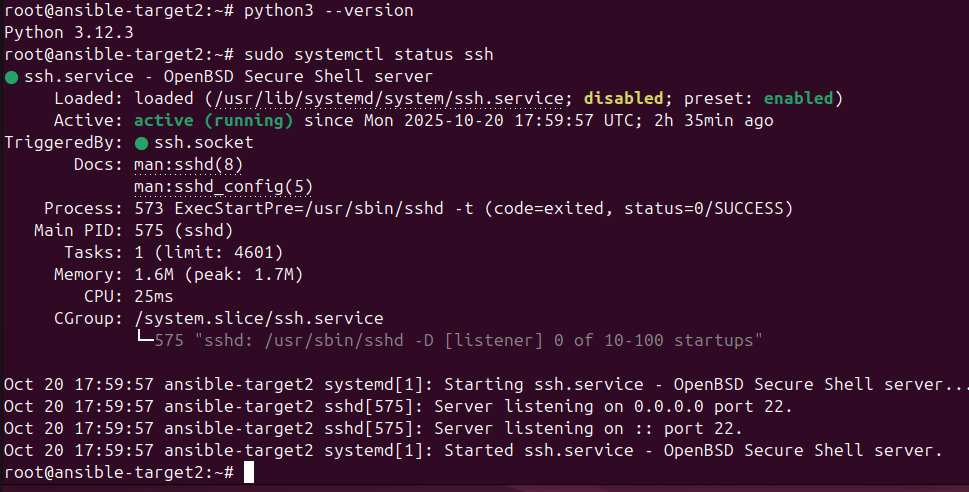 root@ansible-target2:~# python3 --version
Python 3.12.3
root@ansible-target2:~# sudo systemctl status ssh
● ssh.service - OpenBSD Secure Shell server
     Loaded: loaded (/usr/lib/systemd/system/ssh.service; disabled; preset: enabled)
     Active: active (running) since Mon 2025-10-20 17:59:57 UTC; 2h 35min ago
TriggeredBy: ● ssh.socket
       Docs: man:sshd(8)
             man:sshd_config(5)
    Process: 573 ExecStartPre=/usr/sbin/sshd -t (code=exited, status=0/SUCCESS)
   Main PID: 575 (sshd)
      Tasks: 1 (limit: 4601)
     Memory: 1.6M (peak: 1.7M)
        CPU: 25ms
     CGroup: /system.slice/ssh.service
             └─575 "sshd: /usr/sbin/sshd -D [listener] 0 of 10-100 startups"

Oct 20 17:59:57 ansible-target2 systemd[1]: Starting ssh.service - OpenBSD Secure Shell server...
Oct 20 17:59:57 ansible-target2 sshd[575]: Server listening on 0.0.0.0 port 22.
Oct 20 17:59:57 ansible-target2 sshd[575]: Server listening on :: port 22.
Oct 20 17:59:57 ansible-target2 systemd[1]: Started ssh.service - OpenBSD Secure Shell server.
root@ansible-target2:~#